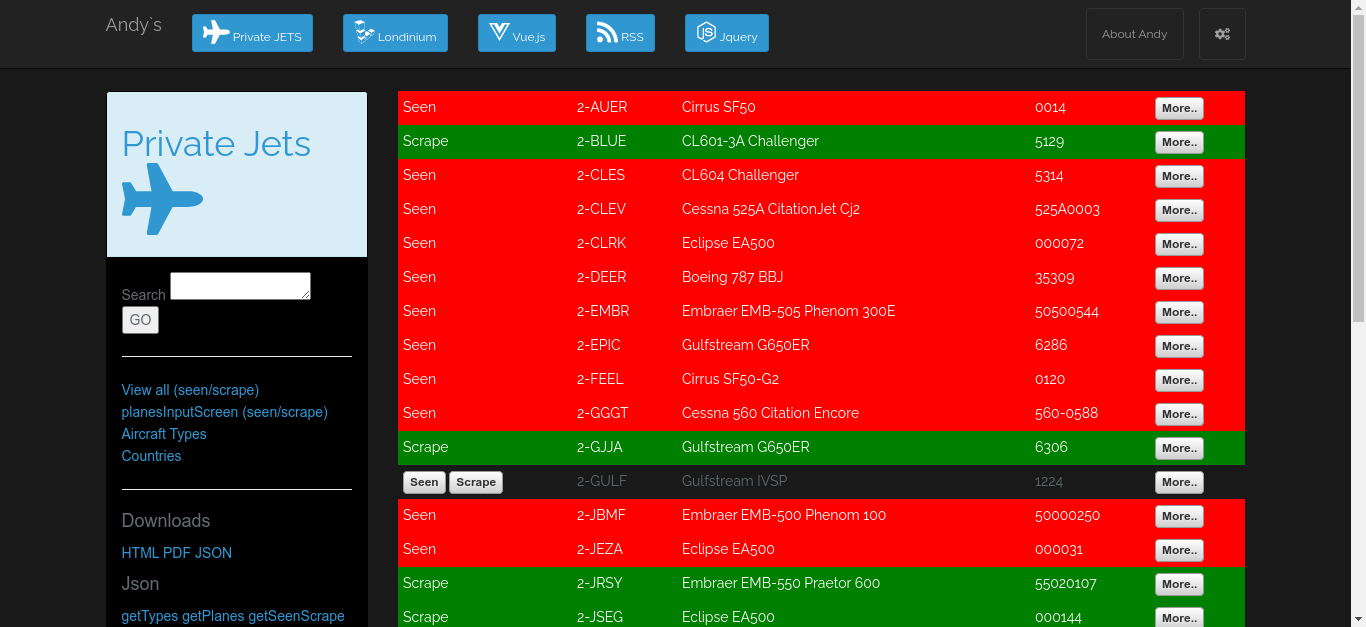 Andy`s Private JETS Londinium Vue.js RSS Jquery About Andy
Private Jets
Search
GO
View all (seen/scrape)
planesInputScreen (seen/scrape)
Aircraft Types
Countries
Downloads
HTML PDF JSON
Json
getTypes getPlanes getSeenScrape
Seen 2-AUER Cirrus SF50 0014 More..
Scrape 2-BLUE CL601-3A Challenger 5129 More..
Seen 2-CLES CL604 Challenger 5314 More..
Seen 2-CLEV Cessna 525A CitationJet Cj2 525A0003 More..
Seen 2-CLRK Eclipse EA500 000072 More..
Seen 2-DEER Boeing 787 BBJ 35309 More..
Seen 2-EMBR Embraer EMB-505 Phenom 300E 50500544 More..
Seen 2-EPIC Gulfstream G650ER 6286 More..
Seen 2-FEEL Cirrus SF50-G2 0120 More..
Seen 2-GGGT Cessna 560 Citation Encore 560-0588 More..
Scrape 2-GJJA Gulfstream G650ER 6306 More..
Seen Scrape 2-GULF Gulfstream IVSP 1224 More..
Seen 2-JBMF Embraer EMB-500 Phenom 100 50000250 More..
Seen 2-JEZA Eclipse EA500 000031 More..
Scrape 2-JRSY Embraer EMB-550 Praetor 600 55020107 More..
Scrape 2-JSEG Eclipse EA500 000144 More..